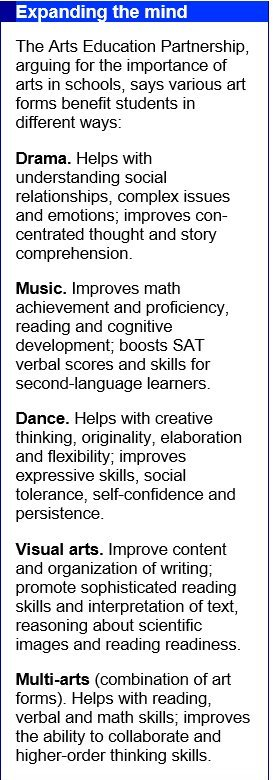 Expanding the mind
The Arts Education Partnership,
arguing for the importance of
arts in schools, says various art
forms benefit students in
different ways:
Drama. Helps with
understanding social
relationships, complex issues
and emotions; improves con-
centrated thought and story
comprehension.
Music. Improves math
achievement and proficiency,
reading and cognitive
development; boosts SAT
verbal scores and skills for
second-language learners.
Dance. Helps with creative
thinking, originality, elaboration
and flexibility; improves
expressive skills, social
tolerance, self-confidence and
persistence.
Visual arts. Improve content
and organization of writing;
promote sophisticated reading
skills and interpretation of text,
reasoning about scientific
images and reading readiness.
Multi-arts (combination of art
forms). Helps with reading,
verbal and math skills; improves
the ability to collaborate and
higher-order thinking skills.